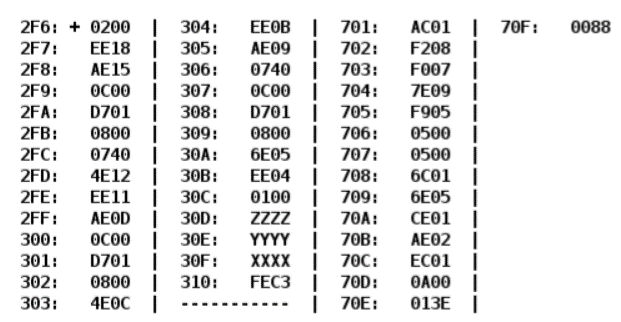 2F6: + 0200 | 304: EE0B | 701: AC01 | 70F: 0088
2F7: EE18 | 305: AE09 | 702: F208 |
2F8: AE15 | 306: 0740 | 703: F007 |
2F9: 0C00 | 307: 0C00 | 704: 7E09 |
2FA: D701 | 308: D701 | 705: F905 |
2FB: 0800 | 309: 0800 | 706: 0500 |
2FC: 0740 | 30A: 6E05 | 707: 0500 |
2FD: 4E12 | 30B: EE04 | 708: 6C01 |
2FE: EE11 | 30C: 0100 | 709: 6E05 |
2FF: AE0D | 30D: ZZZZ | 70A: CE01 |
300: 0C00 | 30E: YYYY | 70B: AE02 |
301: D701 | 30F: XXXX | 70C: EC01 |
302: 0800 | 310: FEC3 | 70D: 0A00 |
303: 4E0C | ----------- | 70E: 013E |